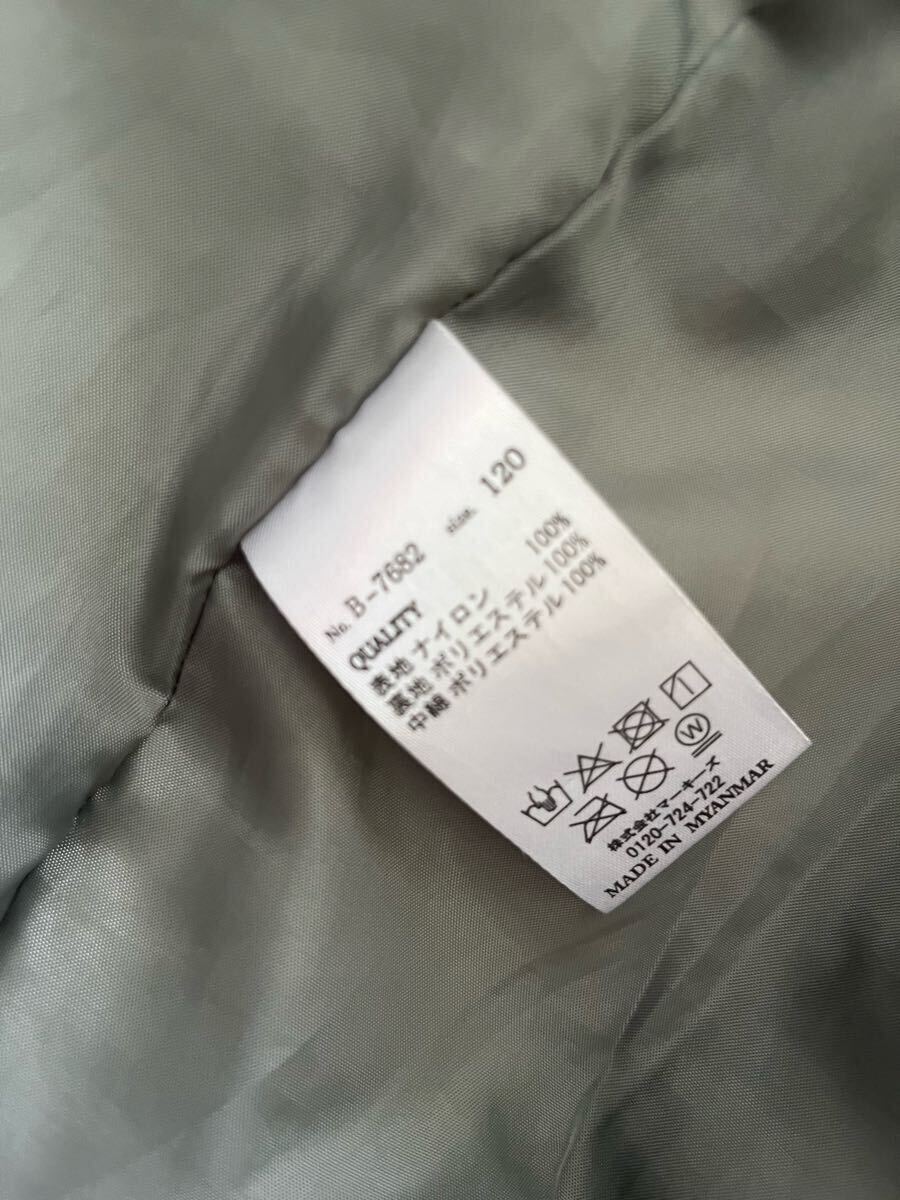 No. B-7682 size. 120
QUALITY
表地 ナイロン 100%
裏地 ポリエステル 100%
中綿 ポリエステル 100%
1
W
株式会社マーキーズ
0120-724-722
MADE IN MYANMAR